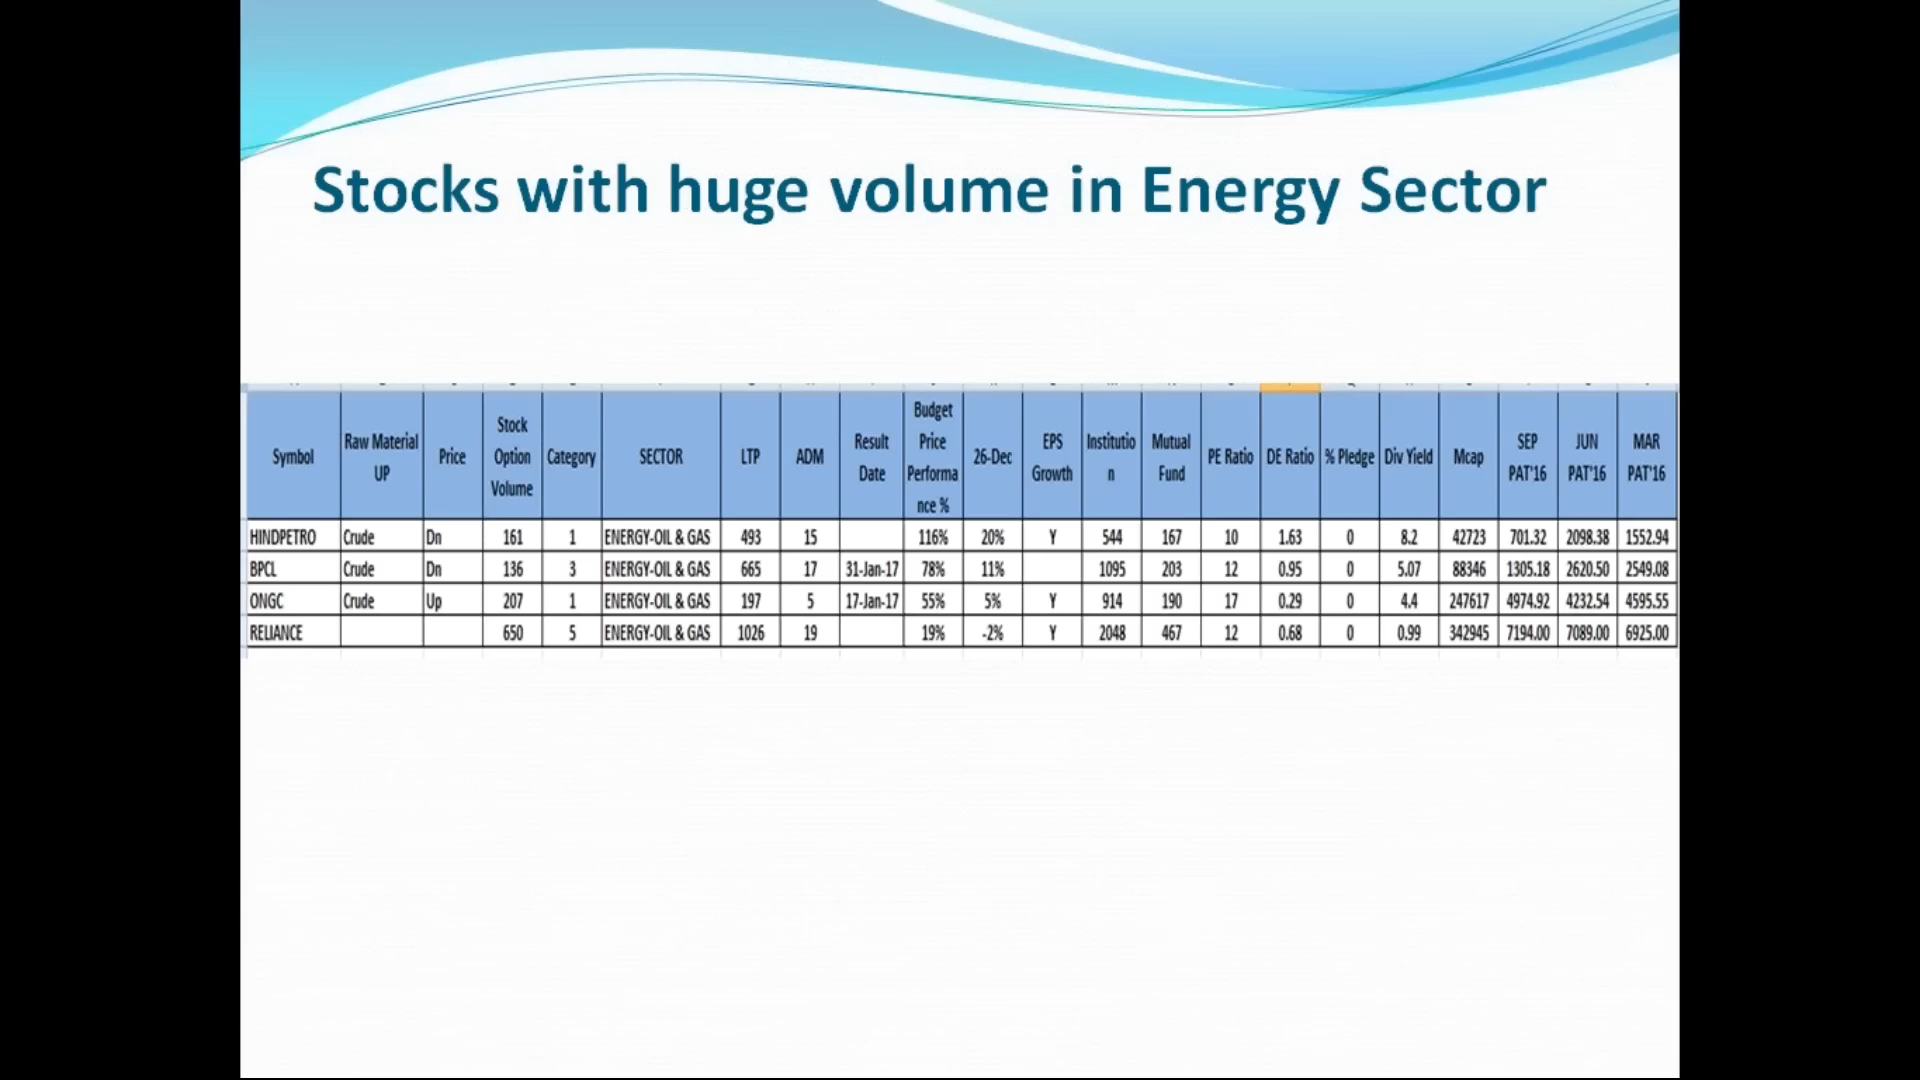 Stocks with huge volume in Energy Sector
Symbol Raw Material UP Price Stock Option Volume Category SECTOR LTP ADM Result Date Budget Price Performa nce % 26-Dec EPS Growth Institutio n Mutual Fund PE Ratio DE Ratio % Pledge Div Yield Mcap SEP PAT'16 JUN PAT'16 MAR PAT'16
HINDPETRO Crude Dn 161 1 ENERGY-OIL & GAS 493 15 116% 20% Y 544 167 10 1.63 0 8.2 42723 701.32 2098.38 1552.94
BPCL Crude Dn 136 3 ENERGY-OIL & GAS 665 17 31-Jan-17 78% 11% 1095 203 12 0.95 0 5.07 88346 1305.18 2620.50 2549.08
ONGC Crude Up 207 1 ENERGY-OIL & GAS 197 5 17-Jan-17 55% 5% Y 914 190 17 0.29 0 4.4 247617 4974.92 4232.54 4595.55
RELIANCE 650 5 ENERGY-OIL & GAS 1026 19 19% -2% Y 2048 467 12 0.68 0 0.99 342945 7194.00 7089.00 6925.00